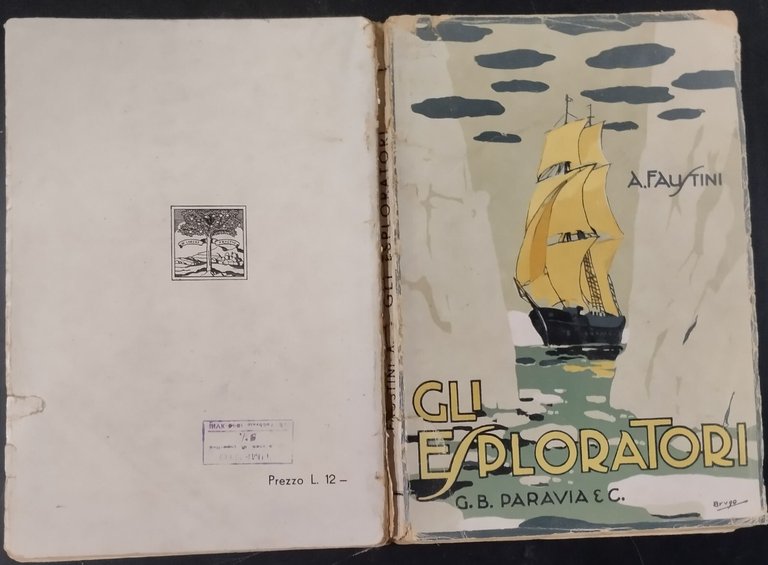 Prezzo L. 12 –
FAUSTINI A. - GLI ESPLORATORI
A. FAUSTINI
GLI
ESPLORATORI
G. B. PARAVIA & C.
Brugo